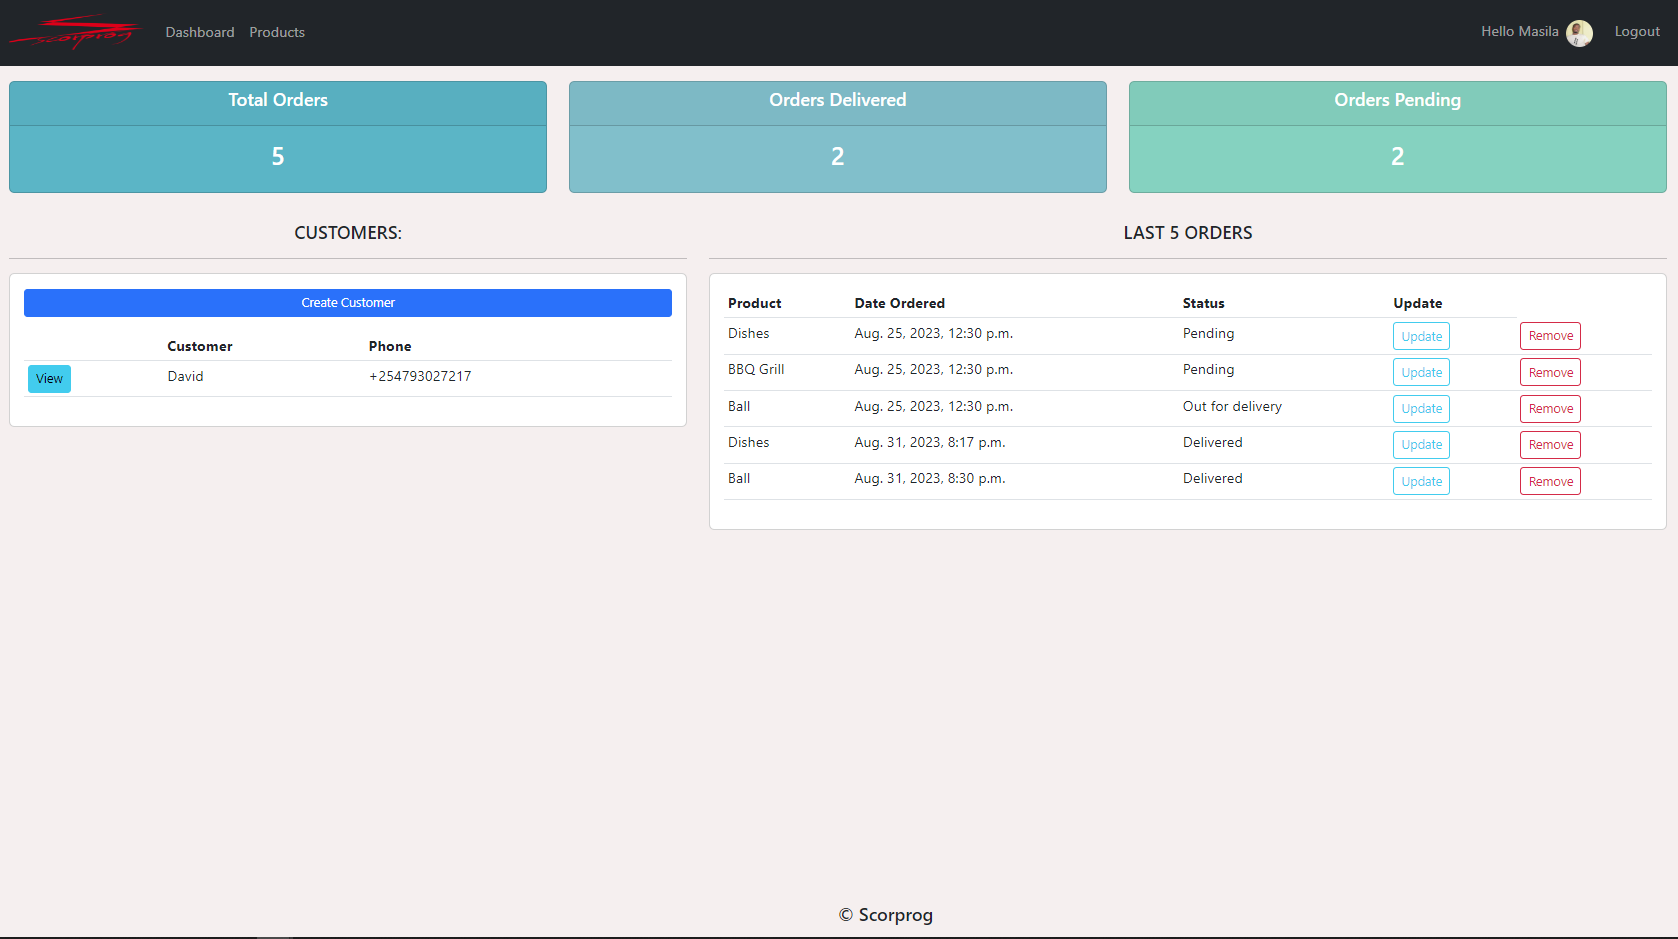 Scorprog Dashboard Products Hello Masila Logout
Total Orders Orders Delivered Orders Pending
5 2 2
CUSTOMERS:
Create Customer
Customer Phone
View David +254793027217
LAST 5 ORDERS
Product Date Ordered Status Update
Dishes Aug. 25, 2023, 12:30 p.m. Pending Update Remove
BBQ Grill Aug. 25, 2023, 12:30 p.m. Pending Update Remove
Ball Aug. 25, 2023, 12:30 p.m. Out for delivery Update Remove
Dishes Aug. 31, 2023, 8:17 p.m. Delivered Update Remove
Ball Aug. 31, 2023, 8:30 p.m. Delivered Update Remove
© Scorprog